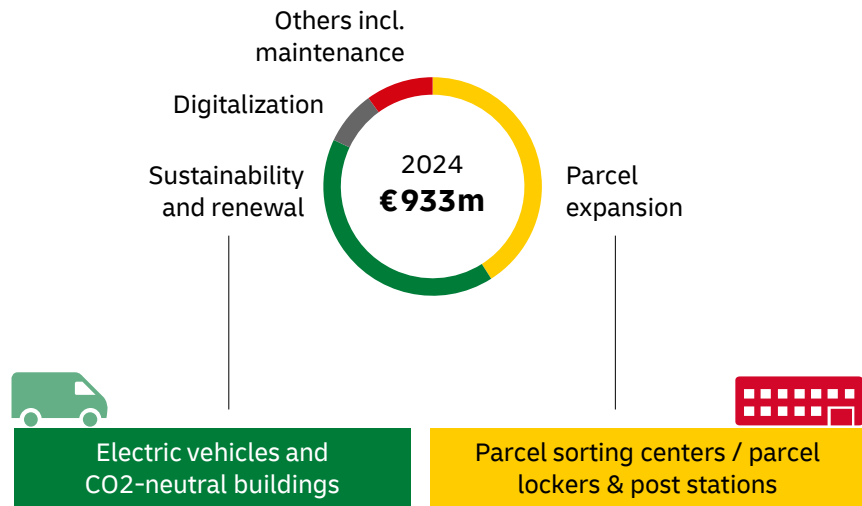 Others incl.
maintenance
Digitalization
Sustainability
and renewal
2024
€933m
Parcel
expansion
Electric vehicles and
CO2-neutral buildings
Parcel sorting centers / parcel
lockers & post stations